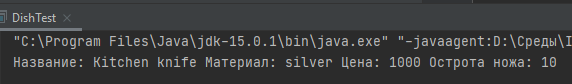 DishTest
"C:\Program Files\Java\jdk-15.0.1\bin\java.exe" "-javaagent:D:\Среды\I
Название: Kitchen knife Материал: silver Цена: 1000 Острота ножа: 10